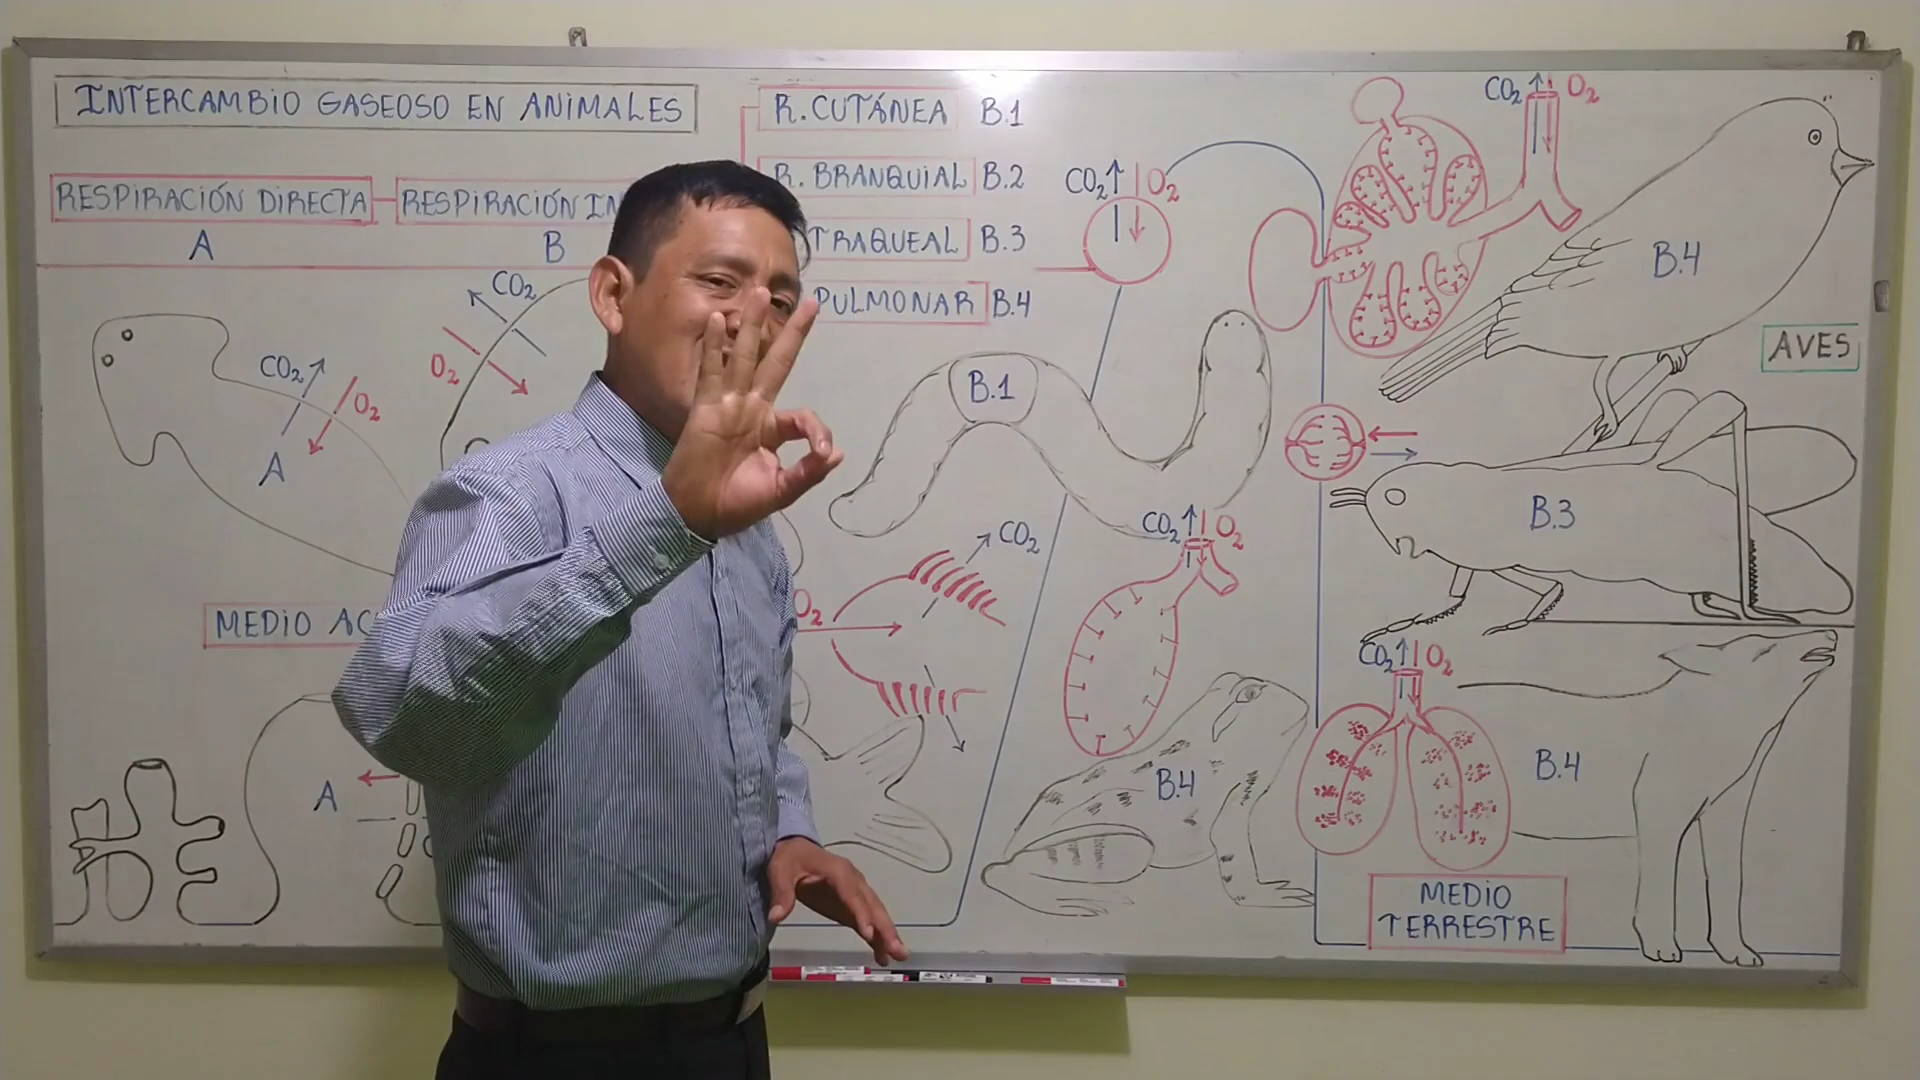 INTERCAMBIO GASEOSO EN ANIMALES
RESPIRACIÓN DIRECTA
A
RESPIRACIÓN
B
R. CUTÁNEA B.1
R. BRANQUIAL B.2
TRAQUEAL B.3
PULMONAR B.4
CO2 O2
A
CO2
O2
CO2 O2
CO2 O2
B.4
AVES
B.1
B.3
CO2 O2
CO2
O2
MEDIO
A
B.4
CO2 O2
B.4
MEDIO
TERRESTRE